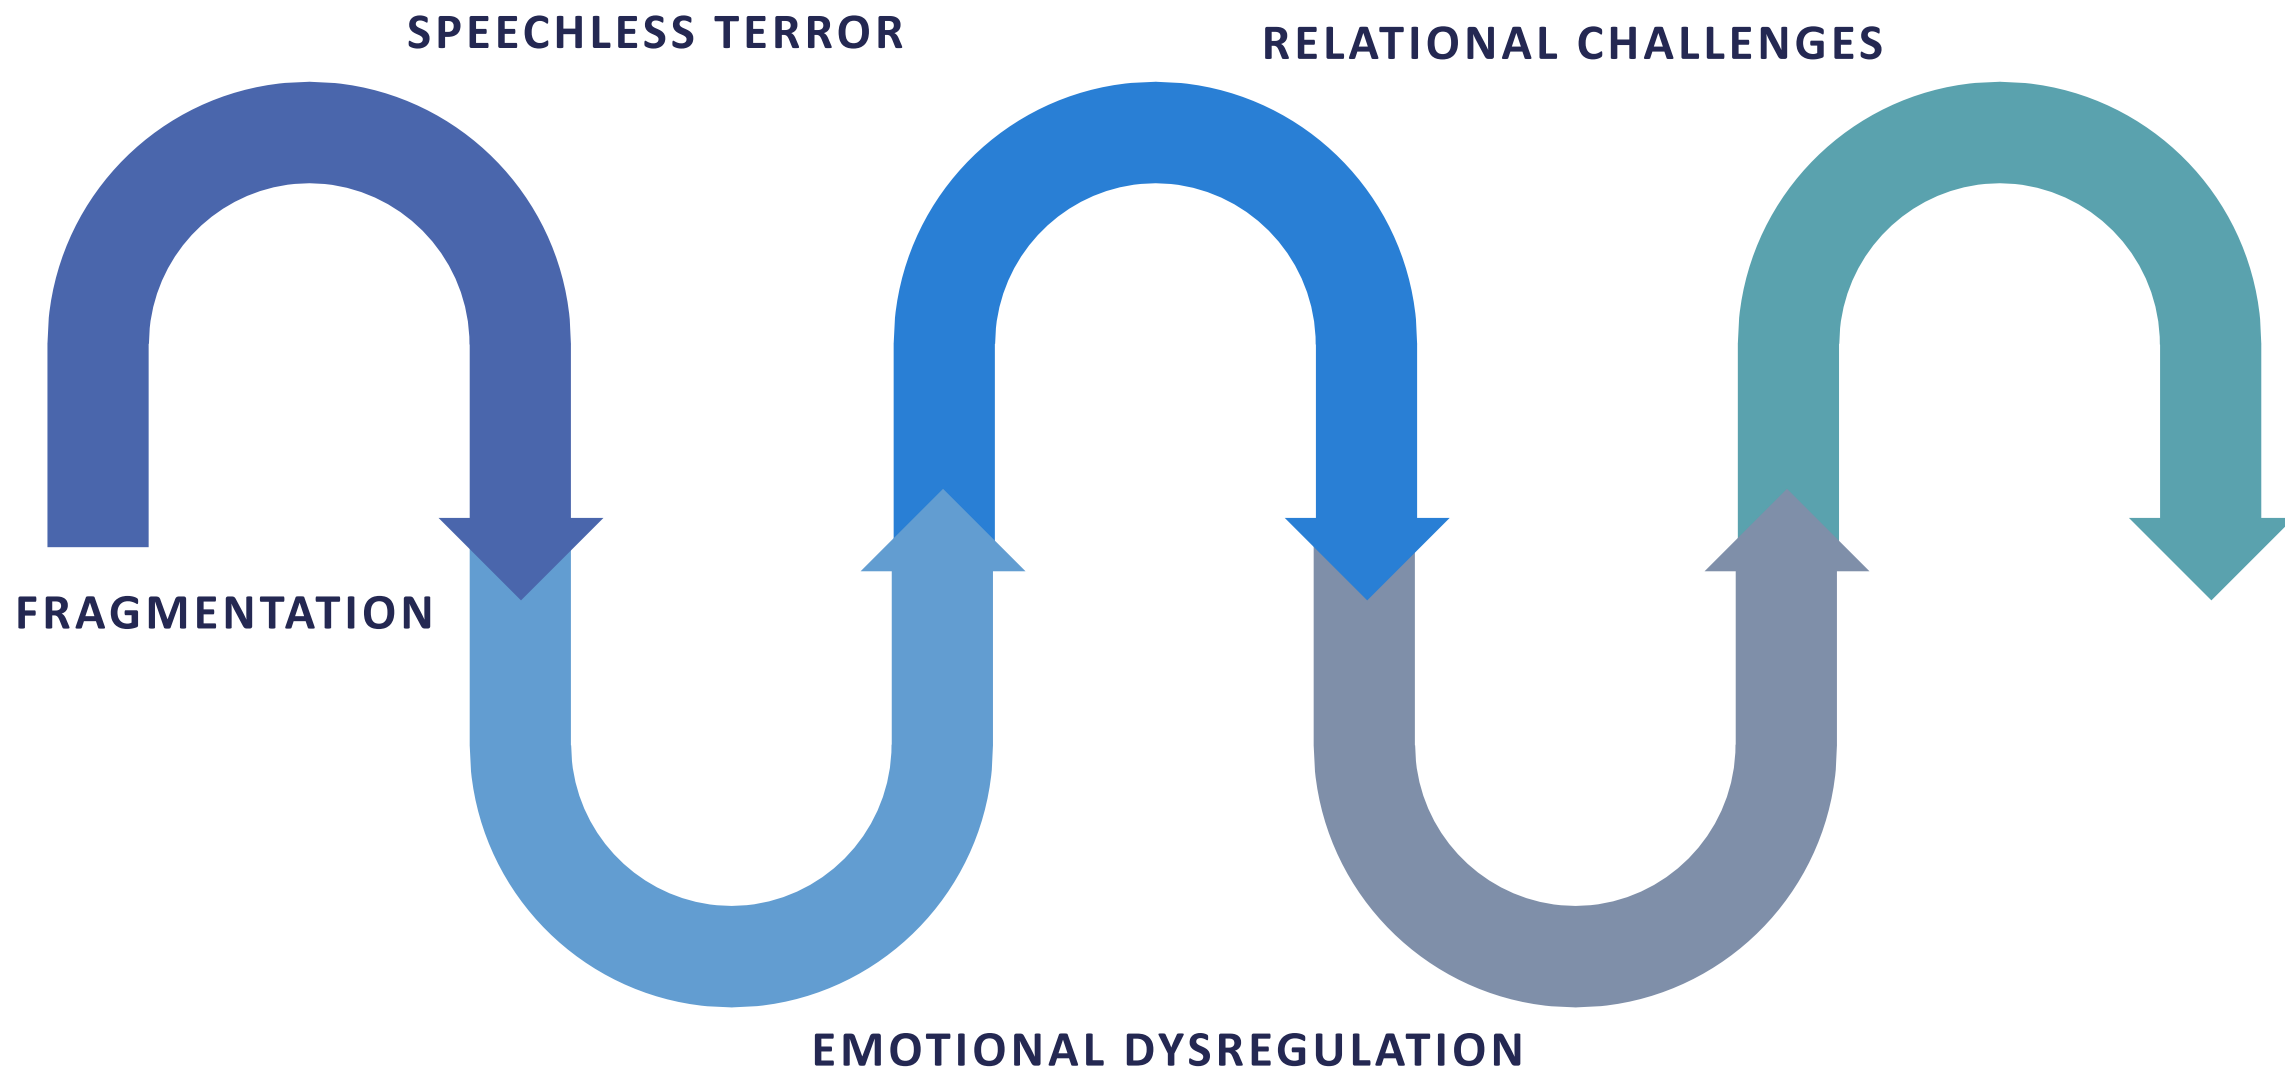 SPEECHLESS TERROR
RELATIONAL CHALLENGES
FRAGMENTATION
EMOTIONAL DYSREGULATION